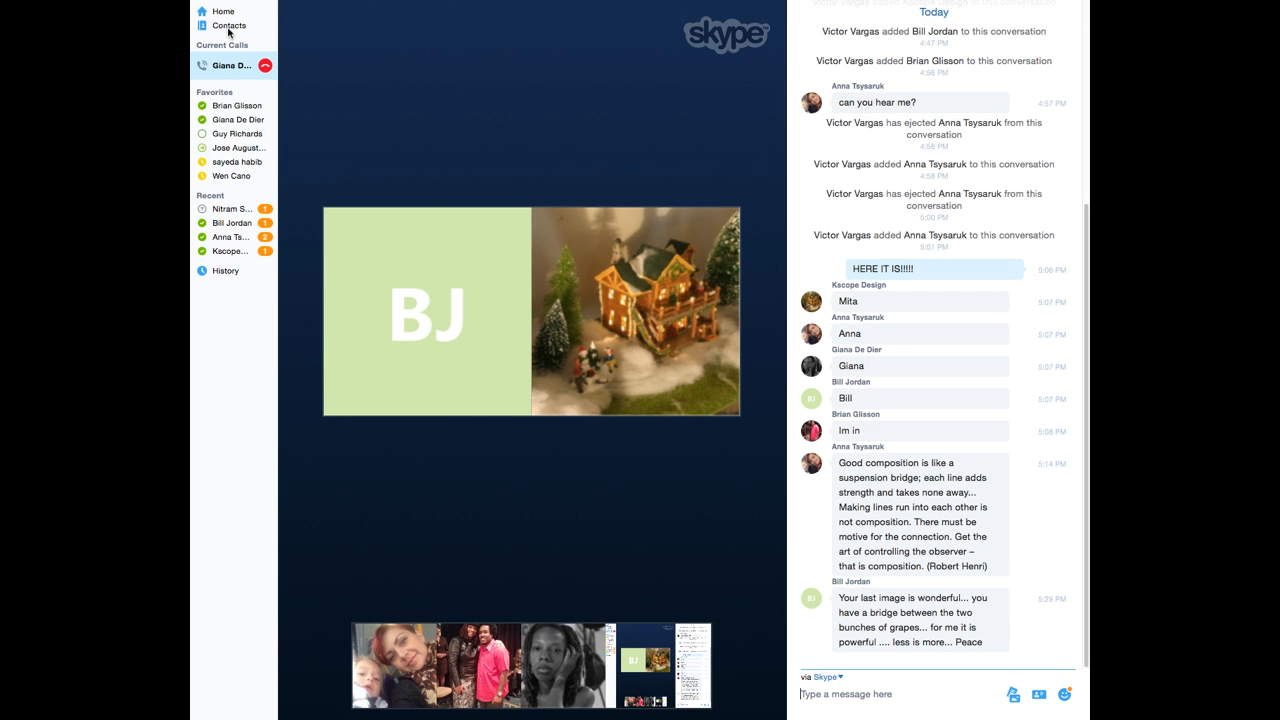 Home
Contacts
Current Calls
Giana D...
Favorites
Brian Glisson
Giana De Dier
Guy Richards
Jose August...
sayeda habib
Wen Cano
Recent
Nitram S... 1
Bill Jordan 1
Anna Ts... 2
Kscope... 1
History
skype™
BJ
BJ
Victor Vargas added Kscope Design to this conversation
Today
Victor Vargas added Bill Jordan to this conversation
4:47 PM
Victor Vargas added Brian Glisson to this conversation
4:56 PM
Anna Tsysaruk
can you hear me?
4:57 PM
Victor Vargas has ejected Anna Tsysaruk from this
conversation
4:58 PM
Victor Vargas added Anna Tsysaruk to this conversation
4:58 PM
Victor Vargas has ejected Anna Tsysaruk from this
conversation
5:00 PM
Victor Vargas added Anna Tsysaruk to this conversation
5:01 PM
HERE IT IS!!!!!
5:06 PM
Kscope Design
Mita
5:07 PM
Anna Tsysaruk
Anna
5:07 PM
Giana De Dier
Giana
5:07 PM
Bill Jordan
BJ
Bill
5:07 PM
Brian Glisson
Im in
5:08 PM
Anna Tsysaruk
Good composition is like a
5:14 PM
suspension bridge; each line adds
strength and takes none away...
Making lines run into each other is
not composition. There must be
motive for the connection. Get the
art of controlling the observer –
that is composition. (Robert Henri)
Bill Jordan
BJ
Your last image is wonderful... you
5:29 PM
have a bridge between the two
bunches of grapes... for me it is
powerful .... less is more... Peace
via Skype
Type a message here